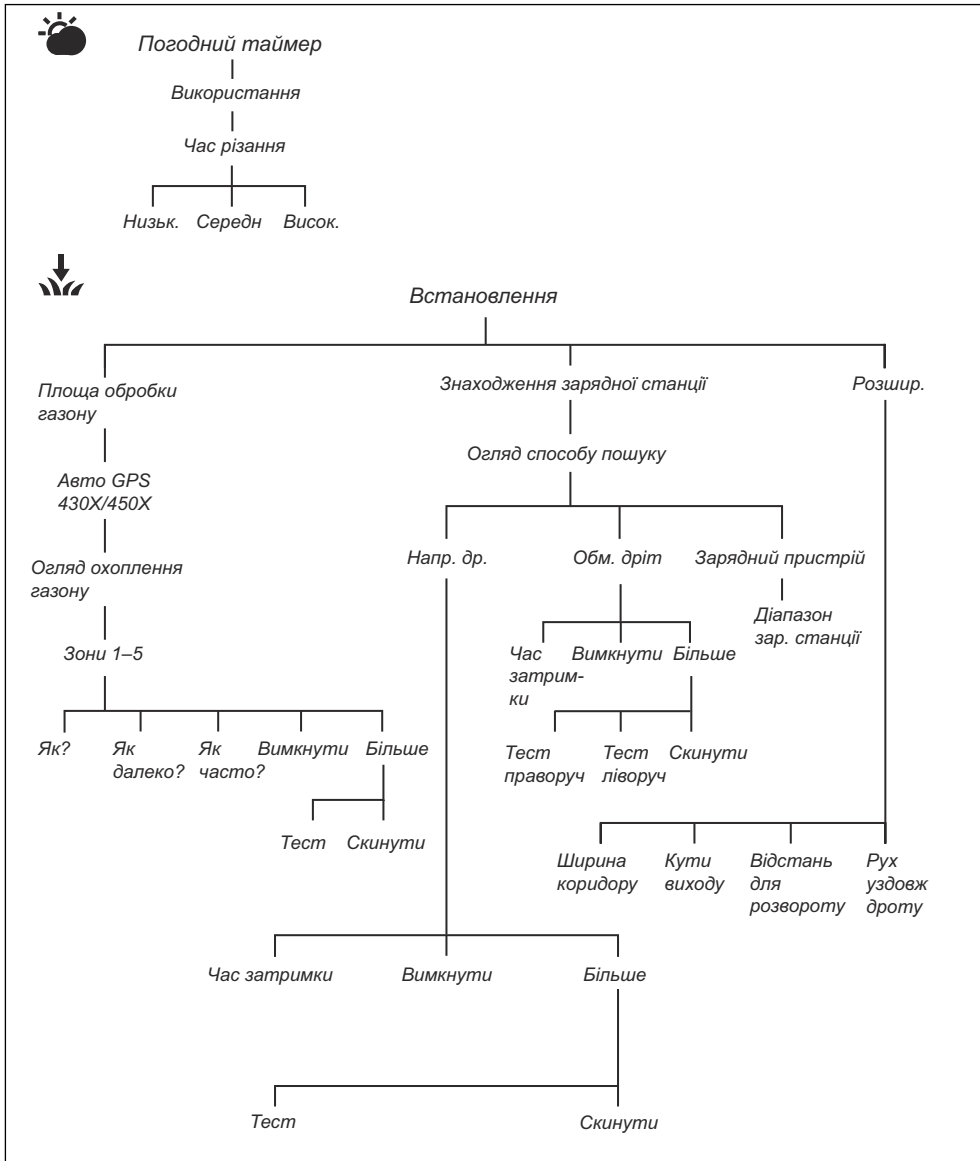 Погодний таймер
Використання
Час різання
Низьк. Середн Висок.
Встановлення
Площа обробки
газону
Знаходження зарядної станції
Розшир.
Огляд способу пошуку
Авто GPS
430X/450X
Напр. др.
Обм. дріт
Зарядний пристрій
Огляд охоплення
газону
Діапазон
зар. станції
Зони 1–5
Час
затрим-
ки
Вимкнути
Більше
Як?
Як
далеко?
Як
часто?
Вимкнути
Більше
Тест
праворуч
Тест
ліворуч
Скинути
Тест
Скинути
Ширина
коридору
Кути
виходу
Відстань
для
розвороту
Рух
уздовж
дроту
Час затримки
Вимкнути
Більше
Тест
Скинути